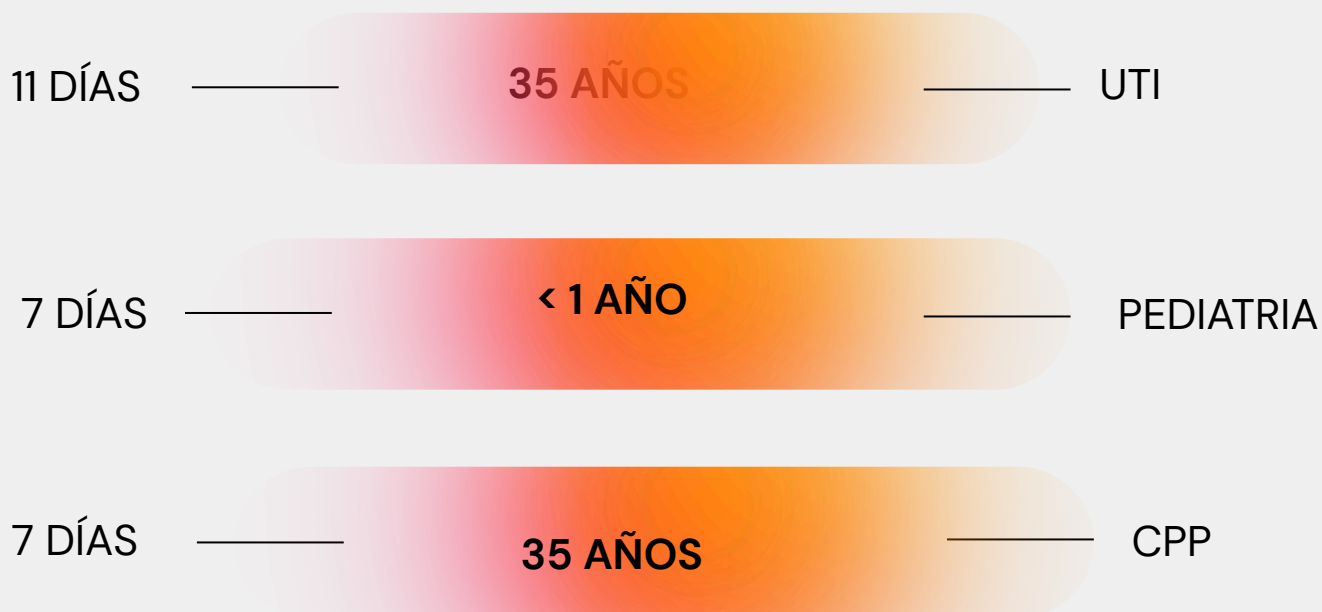 11 DÍAS 35 AÑOS UTI
7 DÍAS < 1 AÑO PEDIATRIA
7 DÍAS 35 AÑOS CPP